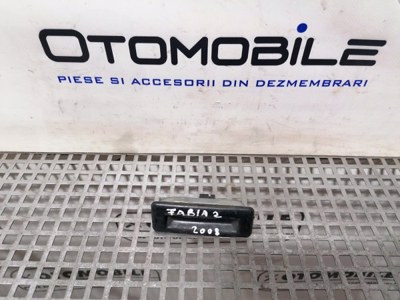 OTOMOBILE
PIESE SI ACCESORII DIN DEZMEMBRARI
FABIA 2
2008